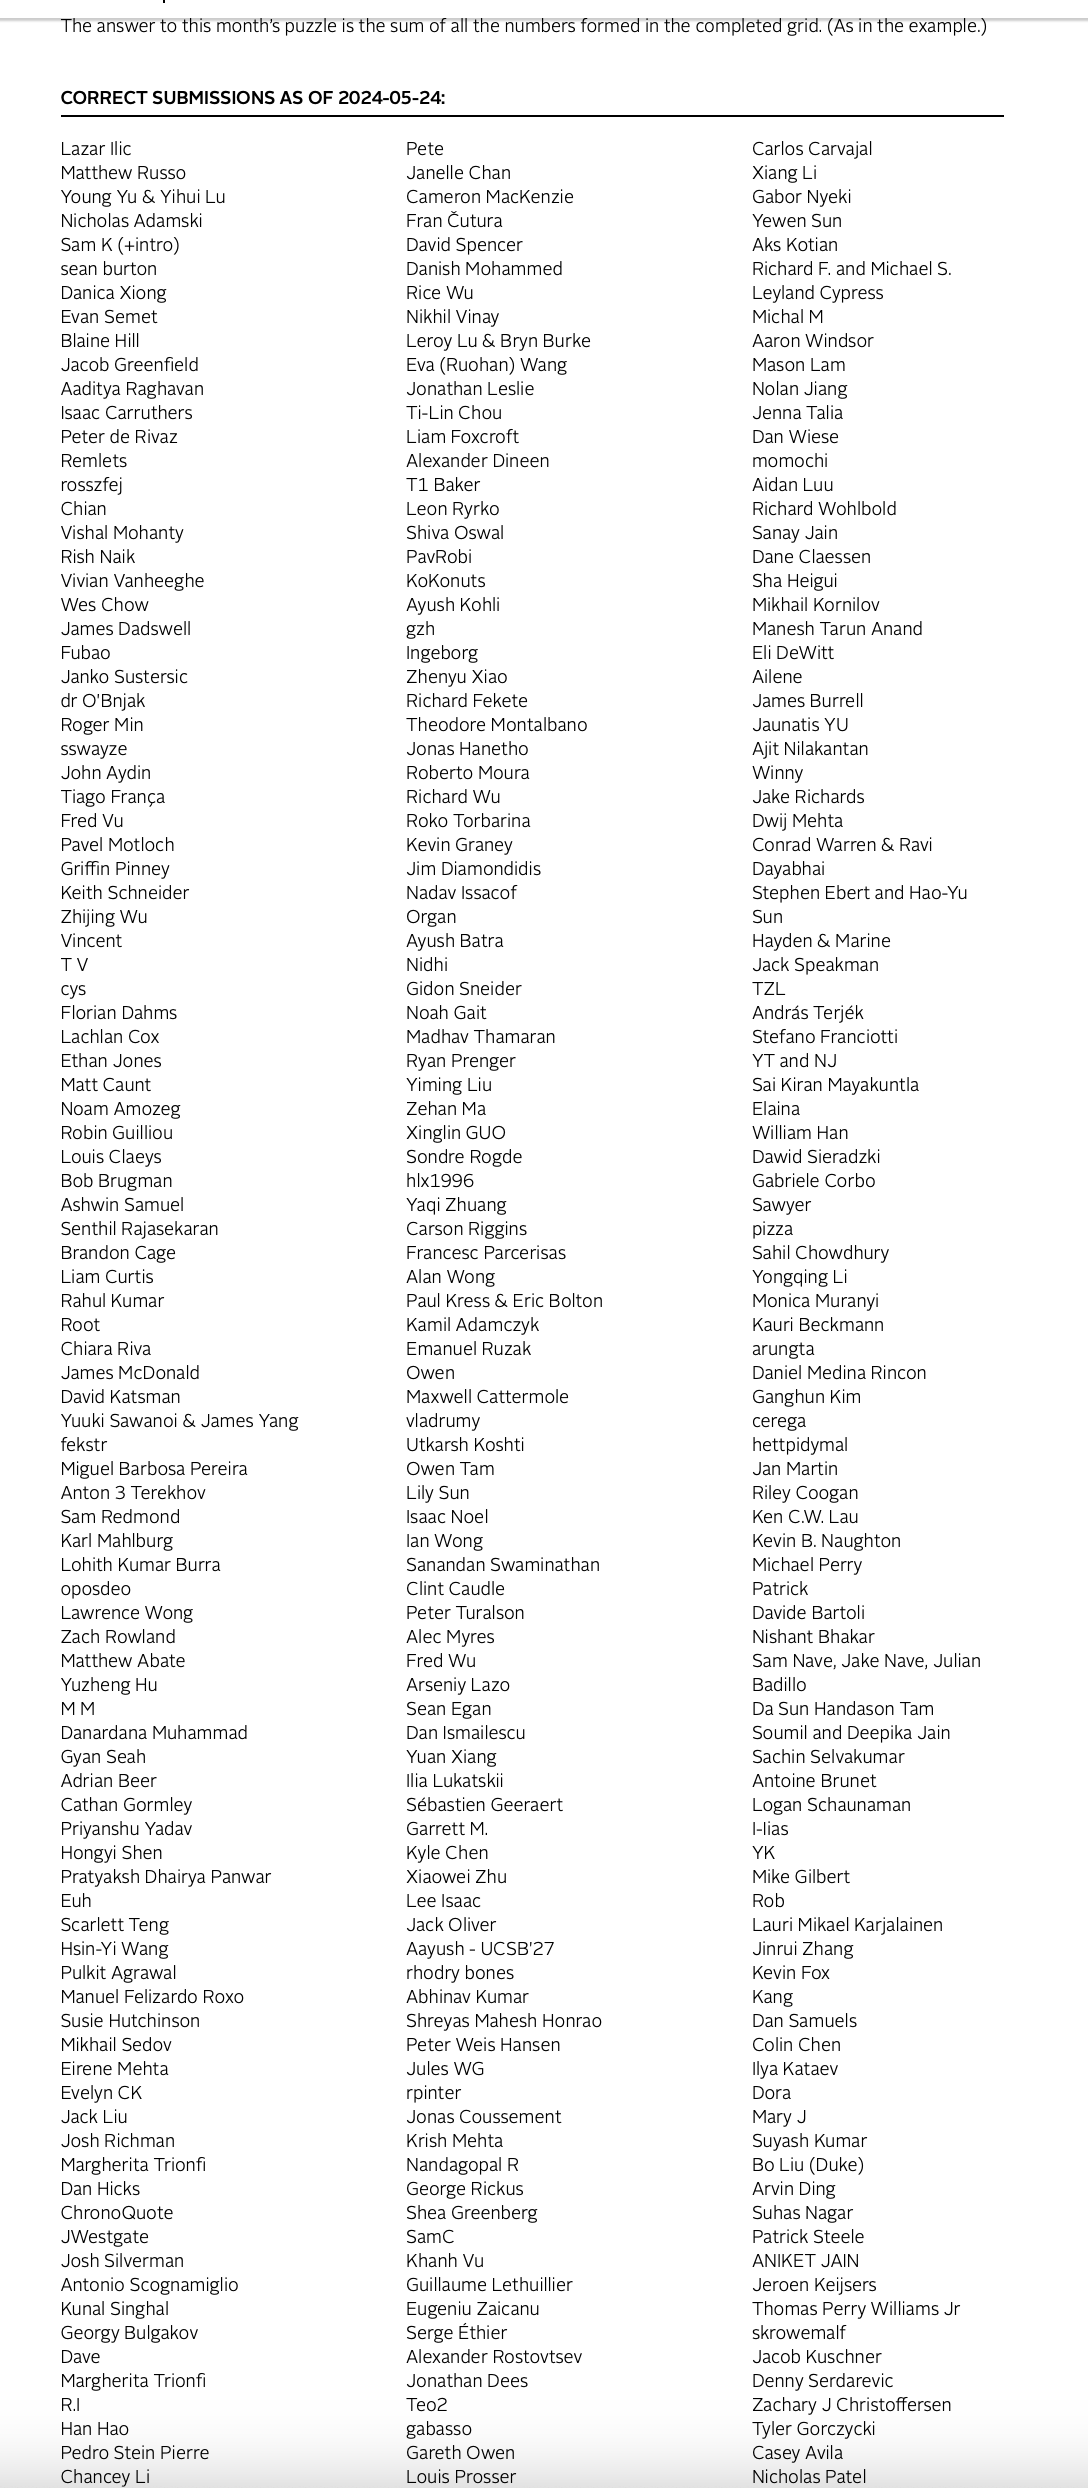 The answer to this month's puzzle is the sum of all the numbers formed in the completed grid. (As in the example.)
CORRECT SUBMISSIONS AS OF 2024-05-24:
Lazar Ilic
Matthew Russo
Young Yu & Yihui Lu
Nicholas Adamski
Sam K (+intro)
sean burton
Danica Xiong
Evan Semet
Blaine Hill
Jacob Greenfield
Aaditya Raghavan
Isaac Carruthers
Peter de Rivaz
Remlets
rosszfej
Chian
Vishal Mohanty
Rish Naik
Vivian Vanheeghe
Wes Chow
James Dadswell
Fubao
Janko Sustersic
dr O'Bnjak
Roger Min
sswayze
John Aydin
Tiago França
Fred Vu
Pavel Motloch
Griffin Pinney
Keith Schneider
Zhijing Wu
Vincent
T V
cys
Florian Dahms
Lachlan Cox
Ethan Jones
Matt Caunt
Noam Amozeg
Robin Guilliou
Louis Claeys
Bob Brugman
Ashwin Samuel
Senthil Rajasekaran
Brandon Cage
Liam Curtis
Rahul Kumar
Root
Chiara Riva
James McDonald
David Katsman
Yuuki Sawanoi & James Yang
fekstr
Miguel Barbosa Pereira
Anton 3 Terekhov
Sam Redmond
Karl Mahlburg
Lohith Kumar Burra
oposdeo
Lawrence Wong
Zach Rowland
Matthew Abate
Yuzheng Hu
M M
Danardana Muhammad
Gyan Seah
Adrian Beer
Cathan Gormley
Priyanshu Yadav
Hongyi Shen
Pratyaksh Dhairya Panwar
Euh
Scarlett Teng
Hsin-Yi Wang
Pulkit Agrawal
Manuel Felizardo Roxo
Susie Hutchinson
Mikhail Sedov
Eirene Mehta
Evelyn CK
Jack Liu
Josh Richman
Margherita Trionfi
Dan Hicks
ChronoQuote
JWestgate
Josh Silverman
Antonio Scognamiglio
Kunal Singhal
Georgy Bulgakov
Dave
Margherita Trionfi
R.I
Han Hao
Pedro Stein Pierre
Chancey Li
Pete
Janelle Chan
Cameron MacKenzie
Fran Čutura
David Spencer
Danish Mohammed
Rice Wu
Nikhil Vinay
Leroy Lu & Bryn Burke
Eva (Ruohan) Wang
Jonathan Leslie
Ti-Lin Chou
Liam Foxcroft
Alexander Dineen
T1 Baker
Leon Ryrko
Shiva Oswal
PavRobi
KoKonuts
Ayush Kohli
gzh
Ingeborg
Zhenyu Xiao
Richard Fekete
Theodore Montalbano
Jonas Hanetho
Roberto Moura
Richard Wu
Roko Torbarina
Kevin Graney
Jim Diamondidis
Nadav Issacof
Organ
Ayush Batra
Nidhi
Gidon Sneider
Noah Gait
Madhav Thamaran
Ryan Prenger
Yiming Liu
Zehan Ma
Xinglin GUO
Sondre Rogde
hlx1996
Yaqi Zhuang
Carson Riggins
Francesc Parcerisas
Alan Wong
Paul Kress & Eric Bolton
Kamil Adamczyk
Emanuel Ruzak
Owen
Maxwell Cattermole
vladrumy
Utkarsh Koshti
Owen Tam
Lily Sun
Isaac Noel
Ian Wong
Sanandan Swaminathan
Clint Caudle
Peter Turalson
Alec Myres
Fred Wu
Arseniy Lazo
Sean Egan
Dan Ismailescu
Yuan Xiang
Ilia Lukatskii
Sébastien Geeraert
Garrett M.
Kyle Chen
Xiaowei Zhu
Lee Isaac
Jack Oliver
Aayush - UCSB'27
rhodry bones
Abhinav Kumar
Shreyas Mahesh Honrao
Peter Weis Hansen
Jules WG
rpinter
Jonas Coussement
Krish Mehta
Nandagopal R
George Rickus
Shea Greenberg
SamC
Khanh Vu
Guillaume Lethuillier
Eugeniu Zaicanu
Serge Éthier
Alexander Rostovtsev
Jonathan Dees
Teo2
gabasso
Gareth Owen
Louis Prosser
Carlos Carvajal
Xiang Li
Gabor Nyeki
Yewen Sun
Aks Kotian
Richard F. and Michael S.
Leyland Cypress
Michal M
Aaron Windsor
Mason Lam
Nolan Jiang
Jenna Talia
Dan Wiese
momochi
Aidan Luu
Richard Wohlbold
Sanay Jain
Dane Claessen
Sha Heigui
Mikhail Kornilov
Manesh Tarun Anand
Eli DeWitt
Ailene
James Burrell
Jaunatis YU
Ajit Nilakantan
Winny
Jake Richards
Dwij Mehta
Conrad Warren & Ravi
Dayabhai
Stephen Ebert and Hao-Yu
Sun
Hayden & Marine
Jack Speakman
TZL
András Terjék
Stefano Franciotti
YT and NJ
Sai Kiran Mayakuntla
Elaina
William Han
Dawid Sieradzki
Gabriele Corbo
Sawyer
pizza
Sahil Chowdhury
Yongqing Li
Monica Muranyi
Kauri Beckmann
arungta
Daniel Medina Rincon
Ganghun Kim
cerega
hettpidymal
Jan Martin
Riley Coogan
Ken C.W. Lau
Kevin B. Naughton
Michael Perry
Patrick
Davide Bartoli
Nishant Bhakar
Sam Nave, Jake Nave, Julian
Badillo
Da Sun Handason Tam
Soumil and Deepika Jain
Sachin Selvakumar
Antoine Brunet
Logan Schaunaman
I-lias
YK
Mike Gilbert
Rob
Lauri Mikael Karjalainen
Jinrui Zhang
Kevin Fox
Kang
Dan Samuels
Colin Chen
Ilya Kataev
Dora
Mary J
Suyash Kumar
Bo Liu (Duke)
Arvin Ding
Suhas Nagar
Patrick Steele
ANIKET JAIN
Jeroen Keijsers
Thomas Perry Williams Jr
skrowemalf
Jacob Kuschner
Denny Serdarevic
Zachary J Christoffersen
Tyler Gorczycki
Casey Avila
Nicholas Patel